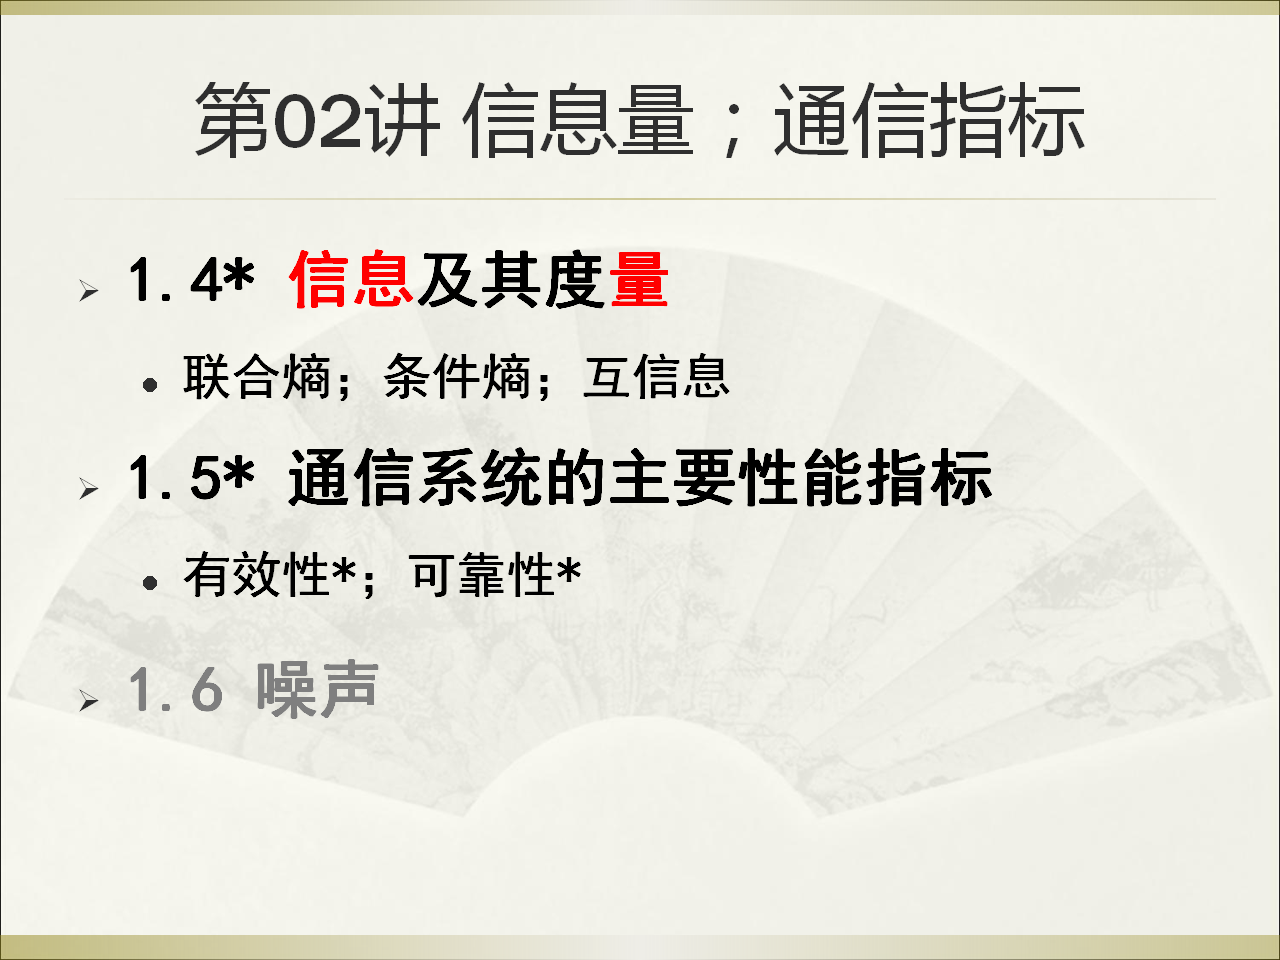 第02讲 信息量；通信指标
1.4* 信息及其度量
联合熵；条件熵；互信息
1.5* 通信系统的主要性能指标
有效性*；可靠性*
1.6 噪声